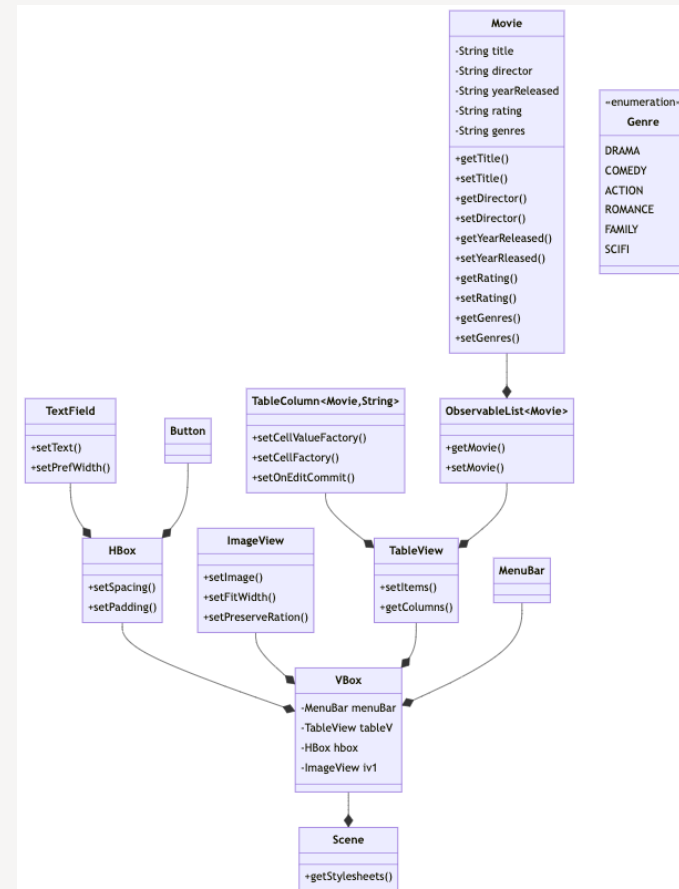 Movie
-String title
-String director
-String yearReleased
-String rating
-String genres
+getTitle()
+setTitle()
+getDirector()
+setDirector()
+getYearReleased()
+setYearRleased()
+getRating()
+setRating()
+getGenres()
+setGenres()
«enumeration»
Genre
DRAMA
COMEDY
ACTION
ROMANCE
FAMILY
SCIFI
TextField
+setText()
+setPrefWidth()
Button
TableColumn<Movie,String>
+setCellValueFactory()
+setCellFactory()
+setOnEditCommit()
ObservableList<Movie>
+getMovie()
+setMovie()
HBox
+setSpacing()
+setPadding()
ImageView
+setImage()
+setFitWidth()
+setPreserveRation()
TableView
+setItems()
+getColumns()
MenuBar
VBox
-MenuBar menuBar
-TableView tableV
-HBox hbox
-ImageView iv1
Scene
+getStylesheets()